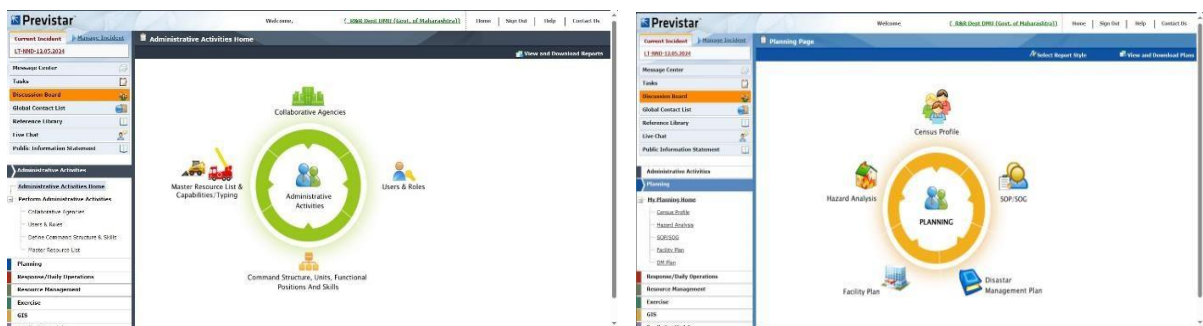 Previstar
Welcome,
( R&R Dept DMU (Govt. of Maharashtra))
Home | Sign Out | Help | Contact Us
Current Incident
Manage Incident
LT-NND-12.05.2024
Message Center
Tasks
Discussion Board
Global Contact List
Reference Library
Live Chat
Public Information Statement
Administrative Activities
Administrative Activities Home
Perform Administrative Activities
Collaborative Agencies
Users & Roles
Define Command Structure & Skills
Master Resource List
Planning
Response/Daily Operations
Resource Management
Exercise
GIS
Administrative Activities Home
View and Download Reports
Collaborative Agencies
Master Resource List &
Capabilities/Typing
Administrative
Activities
Users & Roles
Command Structure, Units, Functional
Positions And Skills
Previstar
Welcome,
( R&R Dept DMU (Govt. of Maharashtra))
Home | Sign Out | Help | Contact Us
Current Incident
Manage Incident
LT-NND-12.05.2024
Message Center
Tasks
Discussion Board
Global Contact List
Reference Library
Live Chat
Public Information Statement
Administrative Activities
Planning
My Planning Home
Census Profile
Hazard Analysis
SOP/SOG
Facility Plan
DM Plan
Response/Daily Operations
Resource Management
Exercise
GIS
Planning Page
Select Report Style
View and Download Plans
Census Profile
Hazard Analysis
PLANNING
SOP/SOG
Facility Plan
Disastar
Management Plan